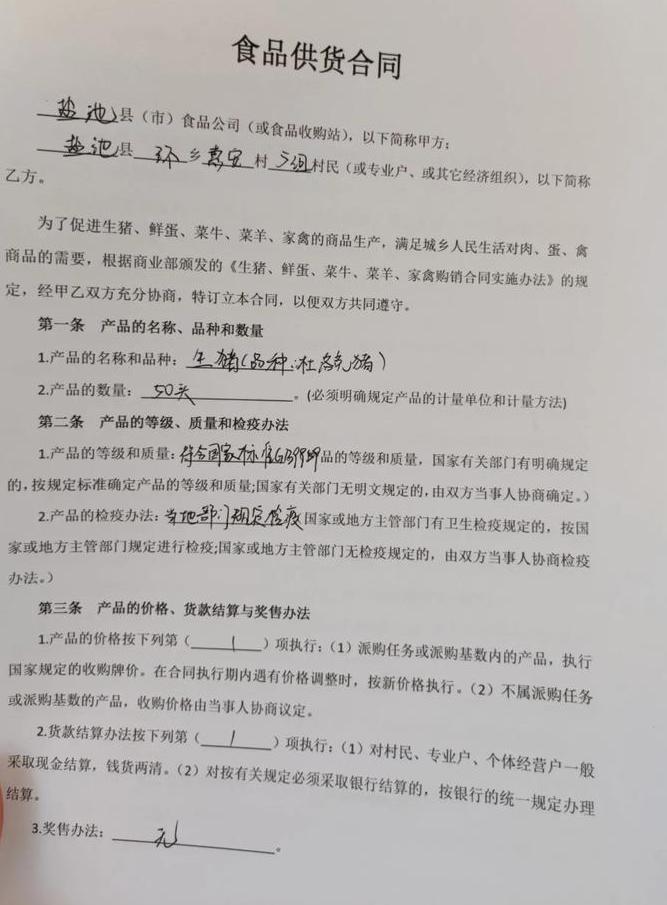 食品供货合同
盐池县（市）食品公司（或食品收购站），以下简称甲方；
盐池县 环 乡 惠安 村 组村民（或专业户、或其它经济组织），以下简称
乙方。
为了促进生猪、鲜蛋、菜牛、菜羊、家禽的商品生产，满足城乡人民生活对肉、蛋、禽
商品的需要，根据商业部颁发的《生猪、鲜蛋、菜牛、菜羊、家禽购销合同实施办法》的规
定，经甲乙双方充分协商，特订立本合同，以便双方共同遵守。
第一条 产品的名称、品种和数量
1.产品的名称和品种：生猪（品种:杜洛克猪）
2.产品的数量：50头。(必须明确规定产品的计量单位和计量方法)
第二条 产品的等级、质量和检疫办法
1.产品的等级和质量：符合国家标准品的等级和质量，国家有关部门有明确规定
的，按规定标准确定产品的等级和质量;国家有关部门无明文规定的，由双方当事人协商确定。）
2.产品的检疫办法：当地部门规定检疫国家或地方主管部门有卫生检疫规定的，按国
家或地方主管部门规定进行检疫;国家或地方主管部门无检疫规定的，由双方当事人协商检疫
办法。）
第三条 产品的价格、货款结算与奖售办法
1.产品的价格按下列第（1）项执行：（1）派购任务或派购基数内的产品，执行
国家规定的收购牌价。在合同执行期内遇有价格调整时，按新价格执行。（2）不属派购任务
或派购基数的产品，收购价格由当事人协商议定。
2.货款结算办法按下列第（1）项执行：（1）对村民、专业户、个体经营户一般
采取现金结算，钱货两清。（2）对按有关规定必须采取银行结算的，按银行的统一规定办理
结算。
3.奖售办法：无。